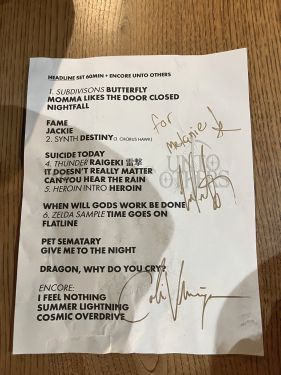 HEADLINE SET 60MIN + ENCORE UNTO OTHERS
1. SUBDIVISONS BUTTERFLY
MOMMA LIKES THE DOOR CLOSED
NIGHTFALL
FAME
JACKIE
2. SYNTH DESTINY (1. CHORUS HAWK)
SUICIDE TODAY
4. THUNDER RAIGEKI 雷撃
IT DOESN'T REALLY MATTER
CAN YOU HEAR THE RAIN
5. HEROIN INTRO HEROIN
WHEN WILL GODS WORK BE DONE
6. ZELDA SAMPLE TIME GOES ON
FLATLINE
PET SEMATARY
GIVE ME TO THE NIGHT
DRAGON, WHY DO YOU CRY?
ENCORE:
I FEEL NOTHING
SUMMER LIGHTNING
COSMIC OVERDRIVE
for
melanie
UNTO
OTHERS